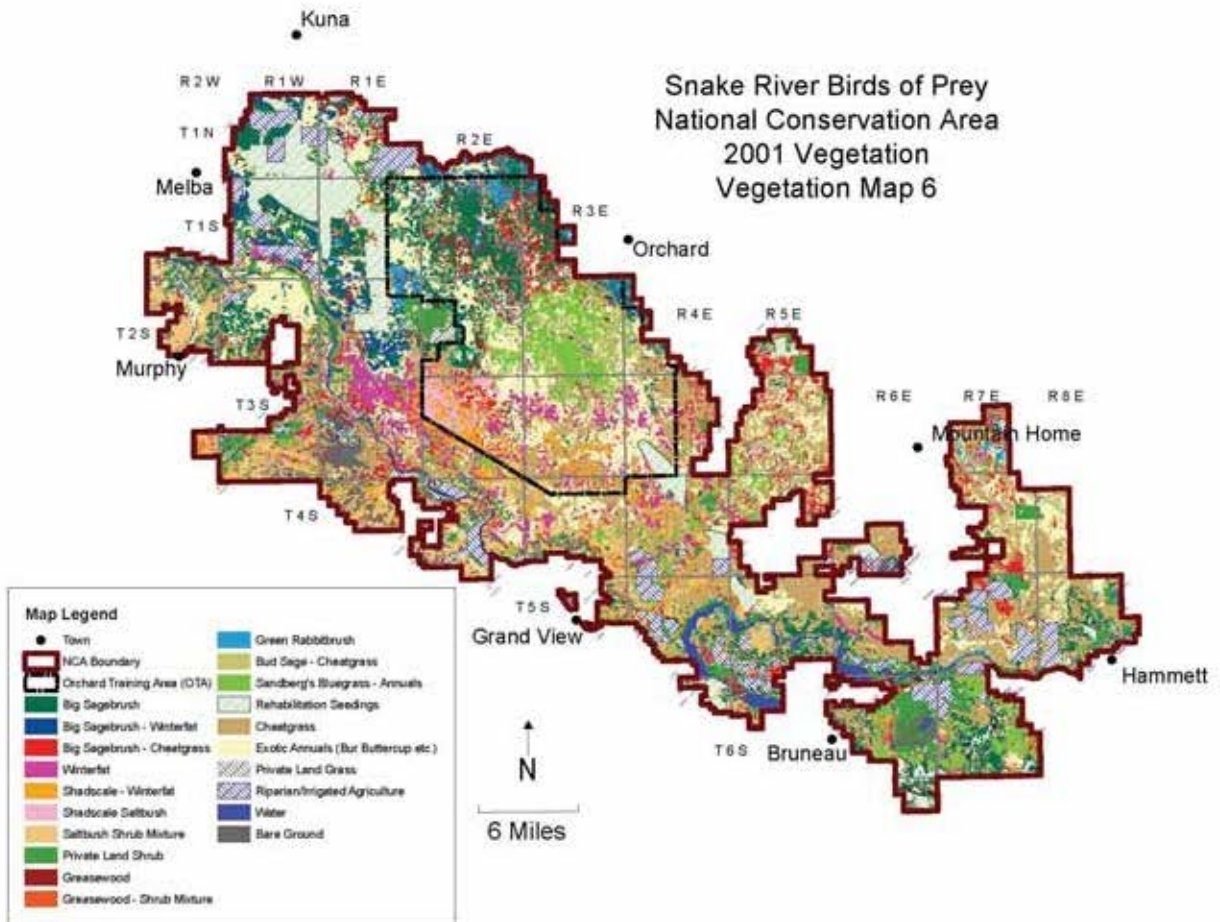 Kuna
R 2 W
R 1 W
R 1 E
Snake River Birds of Prey
National Conservation Area
2001 Vegetation
Vegetation Map 6
T 1 N
R 2 E
Melba
T 1 S
R 3 E
Orchard
T 2 S
R 4 E
R 5 E
Murphy
T 3 S
R 6 E
R 7 E
R 8 E
Mountain Home
T 4 S
T 5 S
Grand View
Hammett
T 6 S
Bruneau
N
6 Miles
Map Legend
Town
NCA Boundary
Orchard Training Area (OTA)
Big Sagebrush
Big Sagebrush - Winterfat
Big Sagebrush - Cheatgrass
Winterfat
Shadscale - Winterfat
Shadscale Saltbush
Saltbush Shrub Mixture
Private Land Shrub
Greasewood
Greasewood - Shrub Mixture
Green Rabbitbrush
Bud Sage - Cheatgrass
Sandberg's Bluegrass - Annuals
Rehabilitation Seedings
Cheatgrass
Exotic Annuals (Bur Buttercup etc.)
Private Land Grass
Riparian/Irrigated Agriculture
Water
Bare Ground